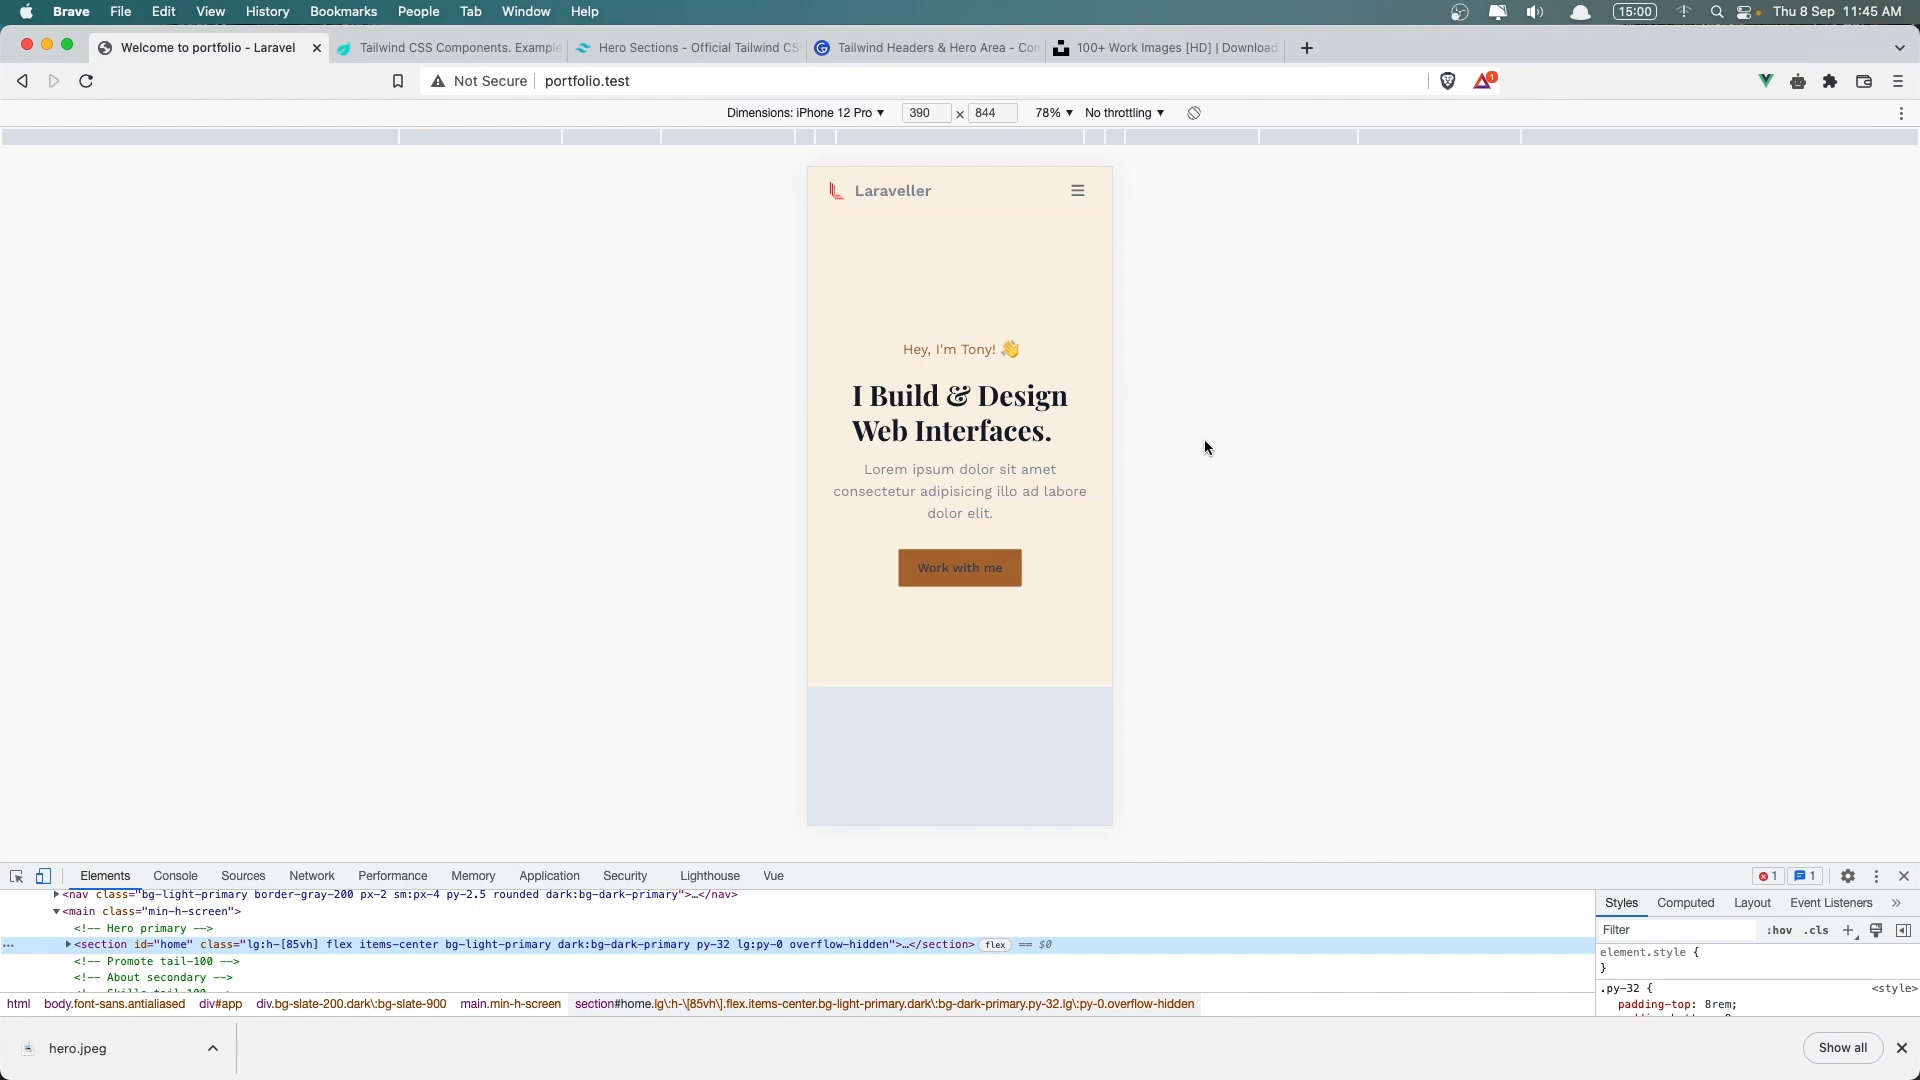 Brave File Edit View History Bookmarks People Tab Window Help 15:00 Thu 8 Sep 11:45 AM
Welcome to portfolio - Laravel Tailwind CSS Components. Example Hero Sections - Official Tailwind CS Tailwind Headers & Hero Area - Con 100+ Work Images [HD] | Download
Not Secure portfolio.test 1
Dimensions: iPhone 12 Pro 390 × 844 78% No throttling
Laraveller
Hey, I'm Tony! 👋
I Build & Design
Web Interfaces.
Lorem ipsum dolor sit amet
consectetur adipisicing illo ad labore
dolor elit.
Work with me
Elements Console Sources Network Performance Memory Application Security Lighthouse Vue 1 1
<nav class="bg-light-primary border-gray-200 px-2 sm:px-4 py-2.5 rounded dark:bg-dark-primary">…</nav>
<main class="min-h-screen">
<!-- Hero primary -->
<section id="home" class="lg:h-[85vh] flex items-center bg-light-primary dark:bg-dark-primary py-32 lg:py-0 overflow-hidden">…</section> flex == $0
<!-- Promote tail-100 -->
<!-- About secondary -->
html body.font-sans.antialiased div#app div.bg-slate-200.dark\:bg-slate-900 main.min-h-screen section#home.lg\:h-\[85vh\].flex.items-center.bg-light-primary.dark\:bg-dark-primary.py-32.lg\:py-0.overflow-hidden
Styles Computed Layout Event Listeners »
Filter :hov .cls +
element.style {
}
.py-32 { <style>
padding-top: 8rem;
hero.jpeg Show all